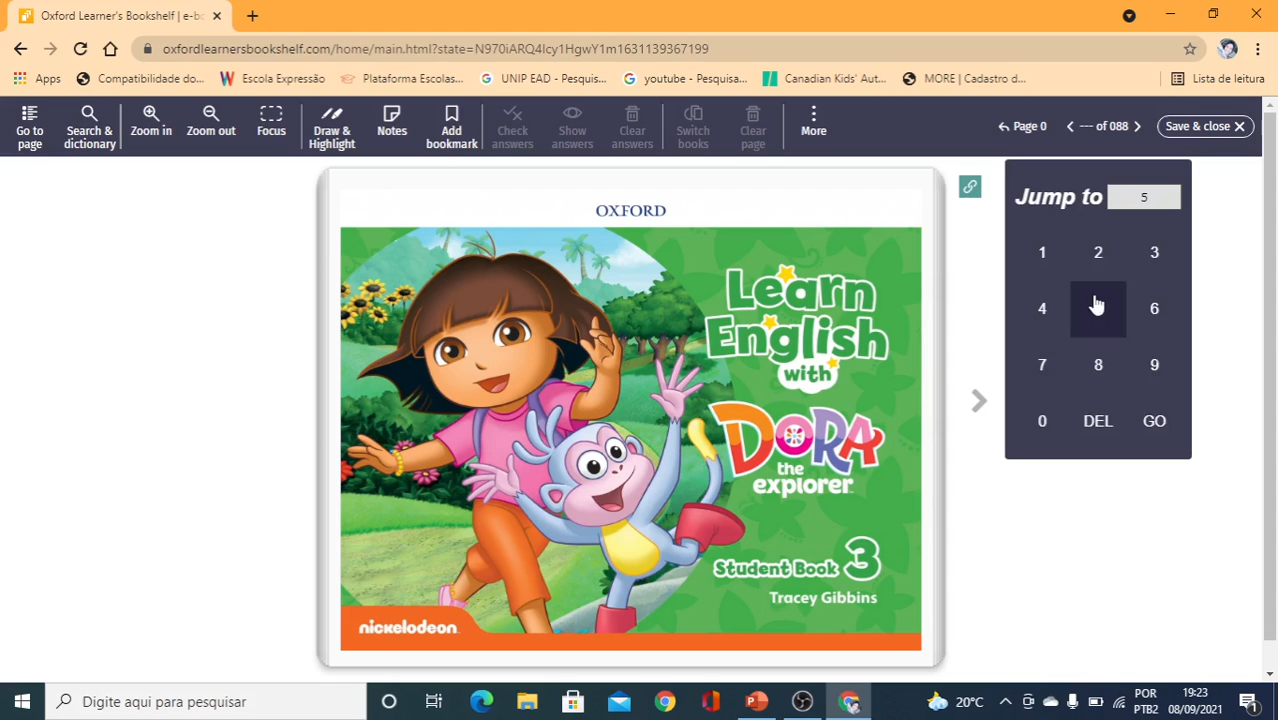 Oxford Learner's Bookshelf | e-bo
oxfordlearnersbookshelf.com/home/main.html?state=N970iARQ4Icy1HgwY1m1631139367199
Apps
Compatibilidade do...
Escola Expressão
Plataforma Escolas...
UNIP EAD - Pesquis...
youtube - Pesquisa...
Canadian Kids' Aut...
MORE | Cadastro d...
Lista de leitura
Go to page
Search & dictionary
Zoom in
Zoom out
Focus
Draw & Highlight
Notes
Add bookmark
Check answers
Show answers
Clear answers
Switch books
Clear page
More
Page 0
--- of 088
Save & close
Jump to 5
1 2 3
4 6
7 8 9
0 DEL GO
OXFORD
Learn
English
with
DORA
the
explorer
Student Book 3
Tracey Gibbins
nickelodeon
Digite aqui para pesquisar
20°C
POR
PTB2
19:23
08/09/2021
1